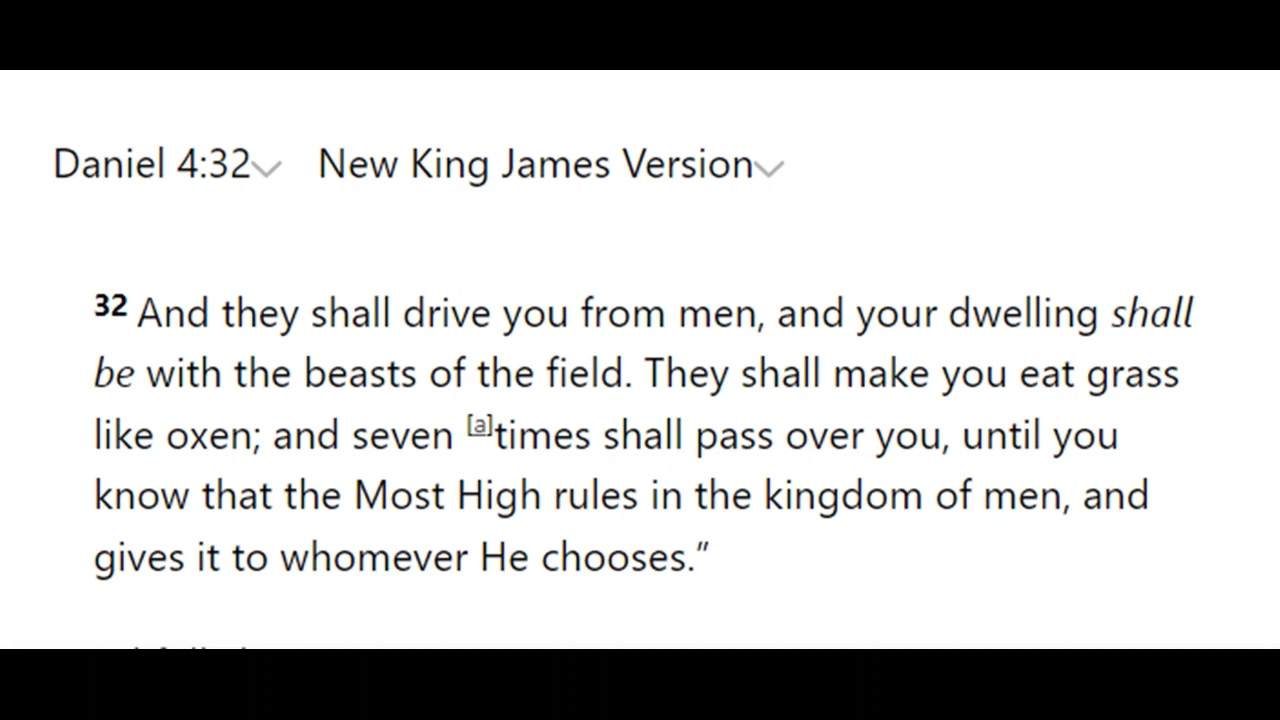 Daniel 4:32 New King James Version
32 And they shall drive you from men, and your dwelling shall
be with the beasts of the field. They shall make you eat grass
like oxen; and seven [a]times shall pass over you, until you
know that the Most High rules in the kingdom of men, and
gives it to whomever He chooses.”